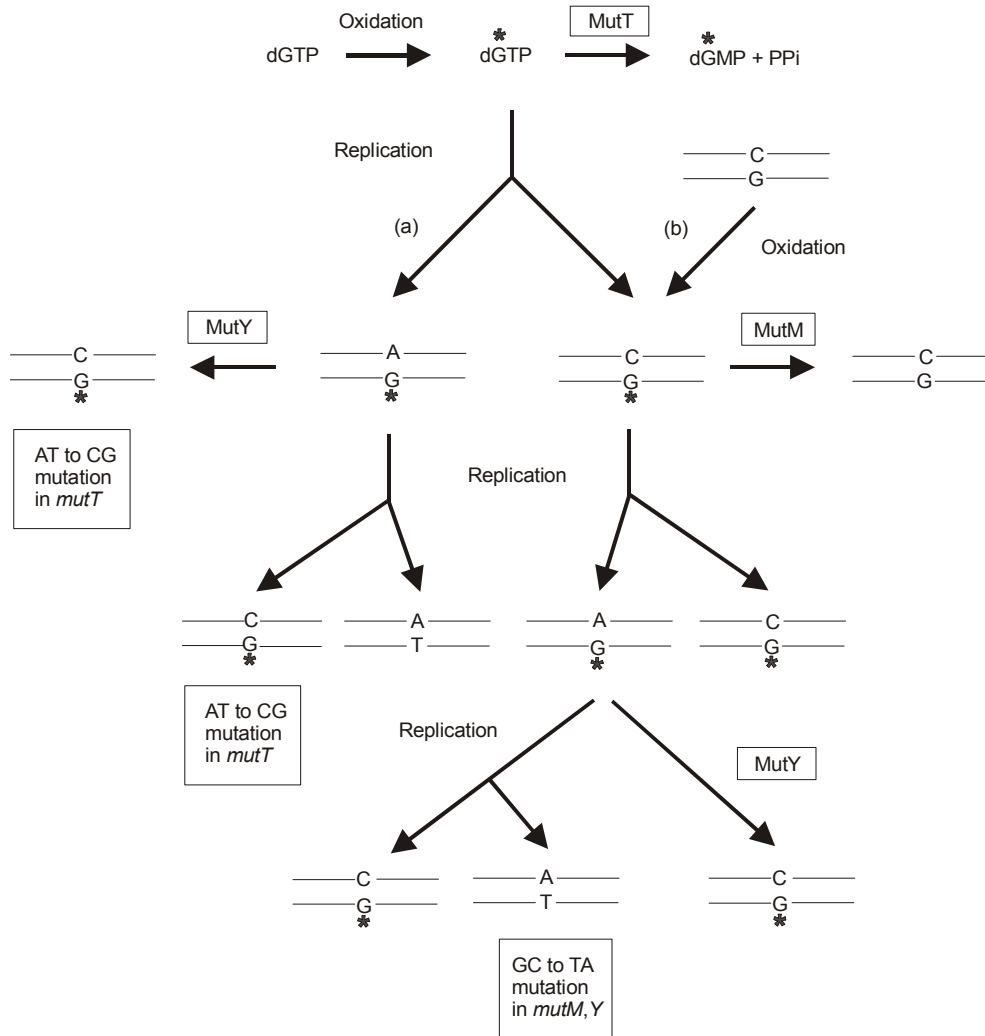 Oxidation
MutT
*
*
dGTP
dGTP
dGMP + PPi
Replication
C
G
(a)
(b)
Oxidation
MutY
MutM
C
G
*
A
G
*
C
G
*
C
G
AT to CG
mutation
in mutT
Replication
C
G
*
A
T
A
G
*
C
G
*
AT to CG
mutation
in mutT
Replication
MutY
C
G
*
A
T
C
G
*
GC to TA
mutation
in mutM,Y